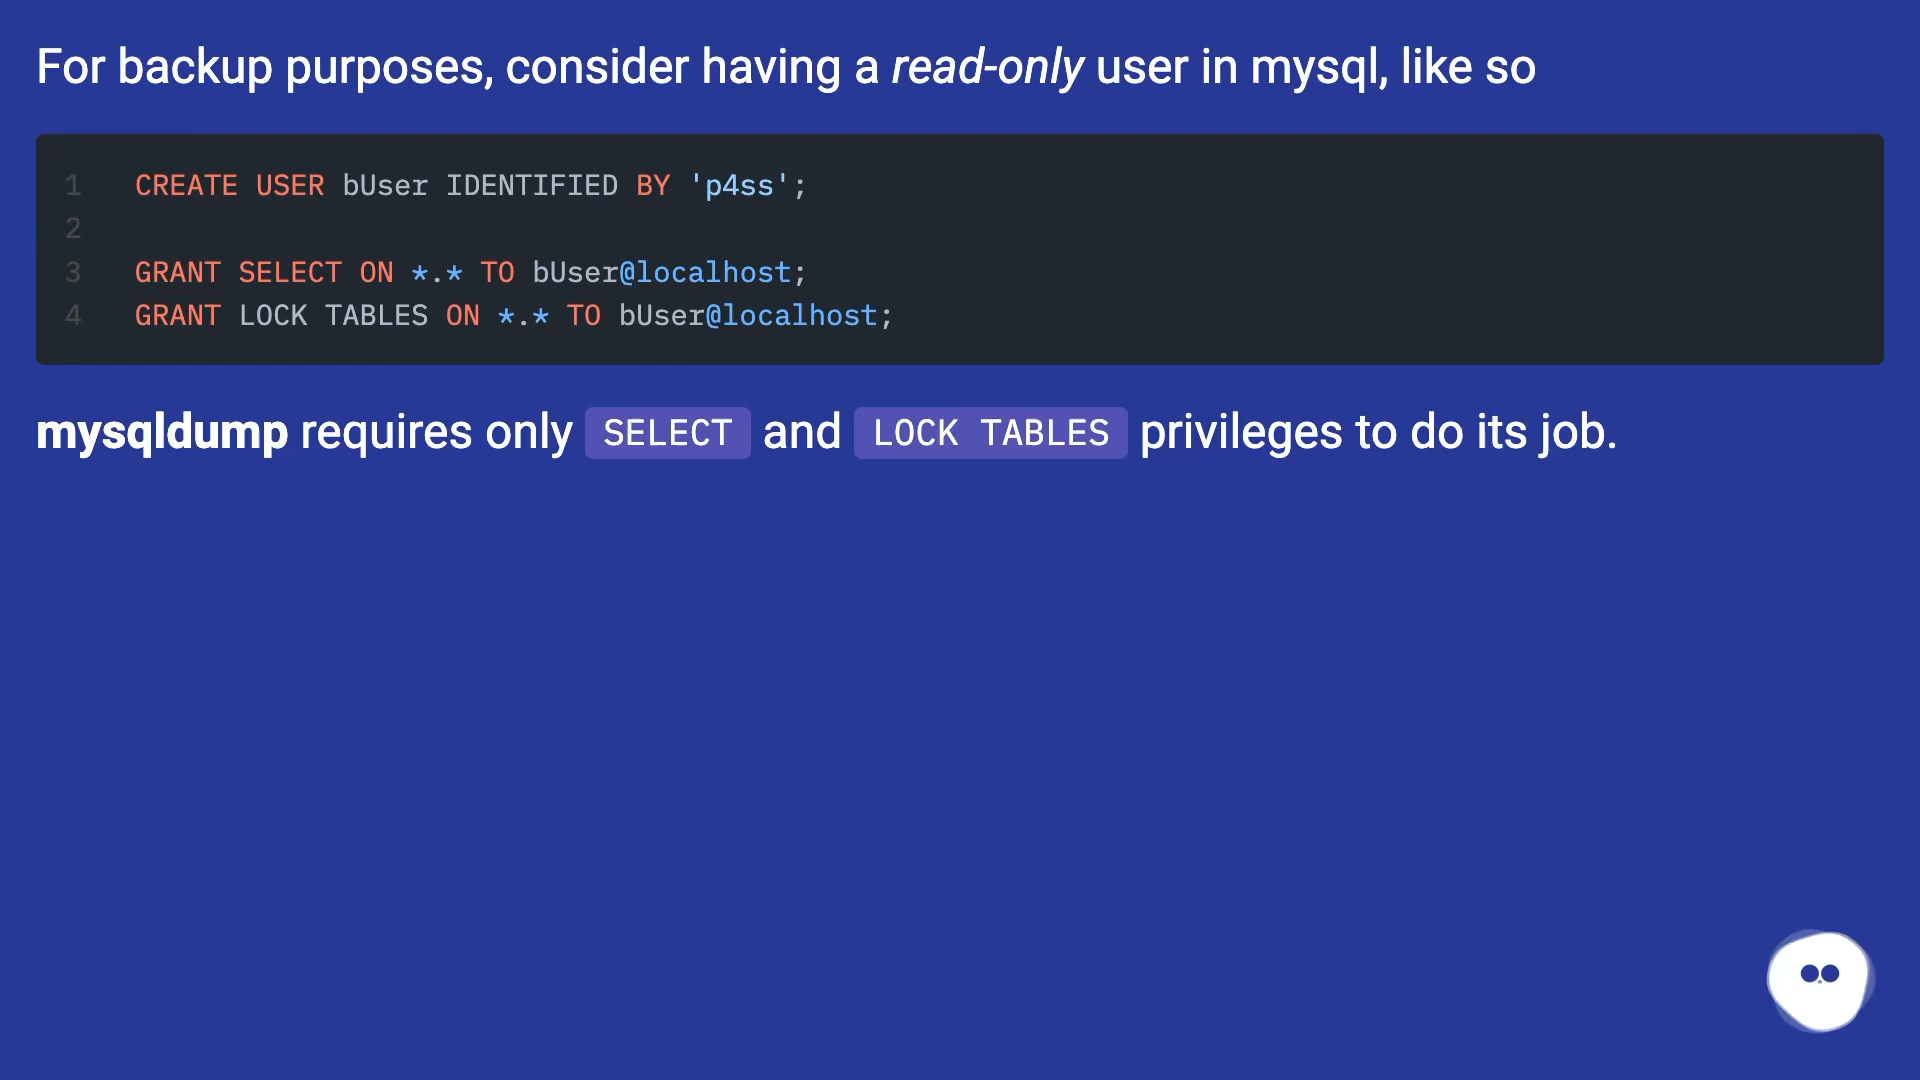 For backup purposes, consider having a read-only user in mysql, like so
1 CREATE USER bUser IDENTIFIED BY 'p4ss';
2
3 GRANT SELECT ON *.* TO bUser@localhost;
4 GRANT LOCK TABLES ON *.* TO bUser@localhost;
mysqldump requires only SELECT and LOCK TABLES privileges to do its job.